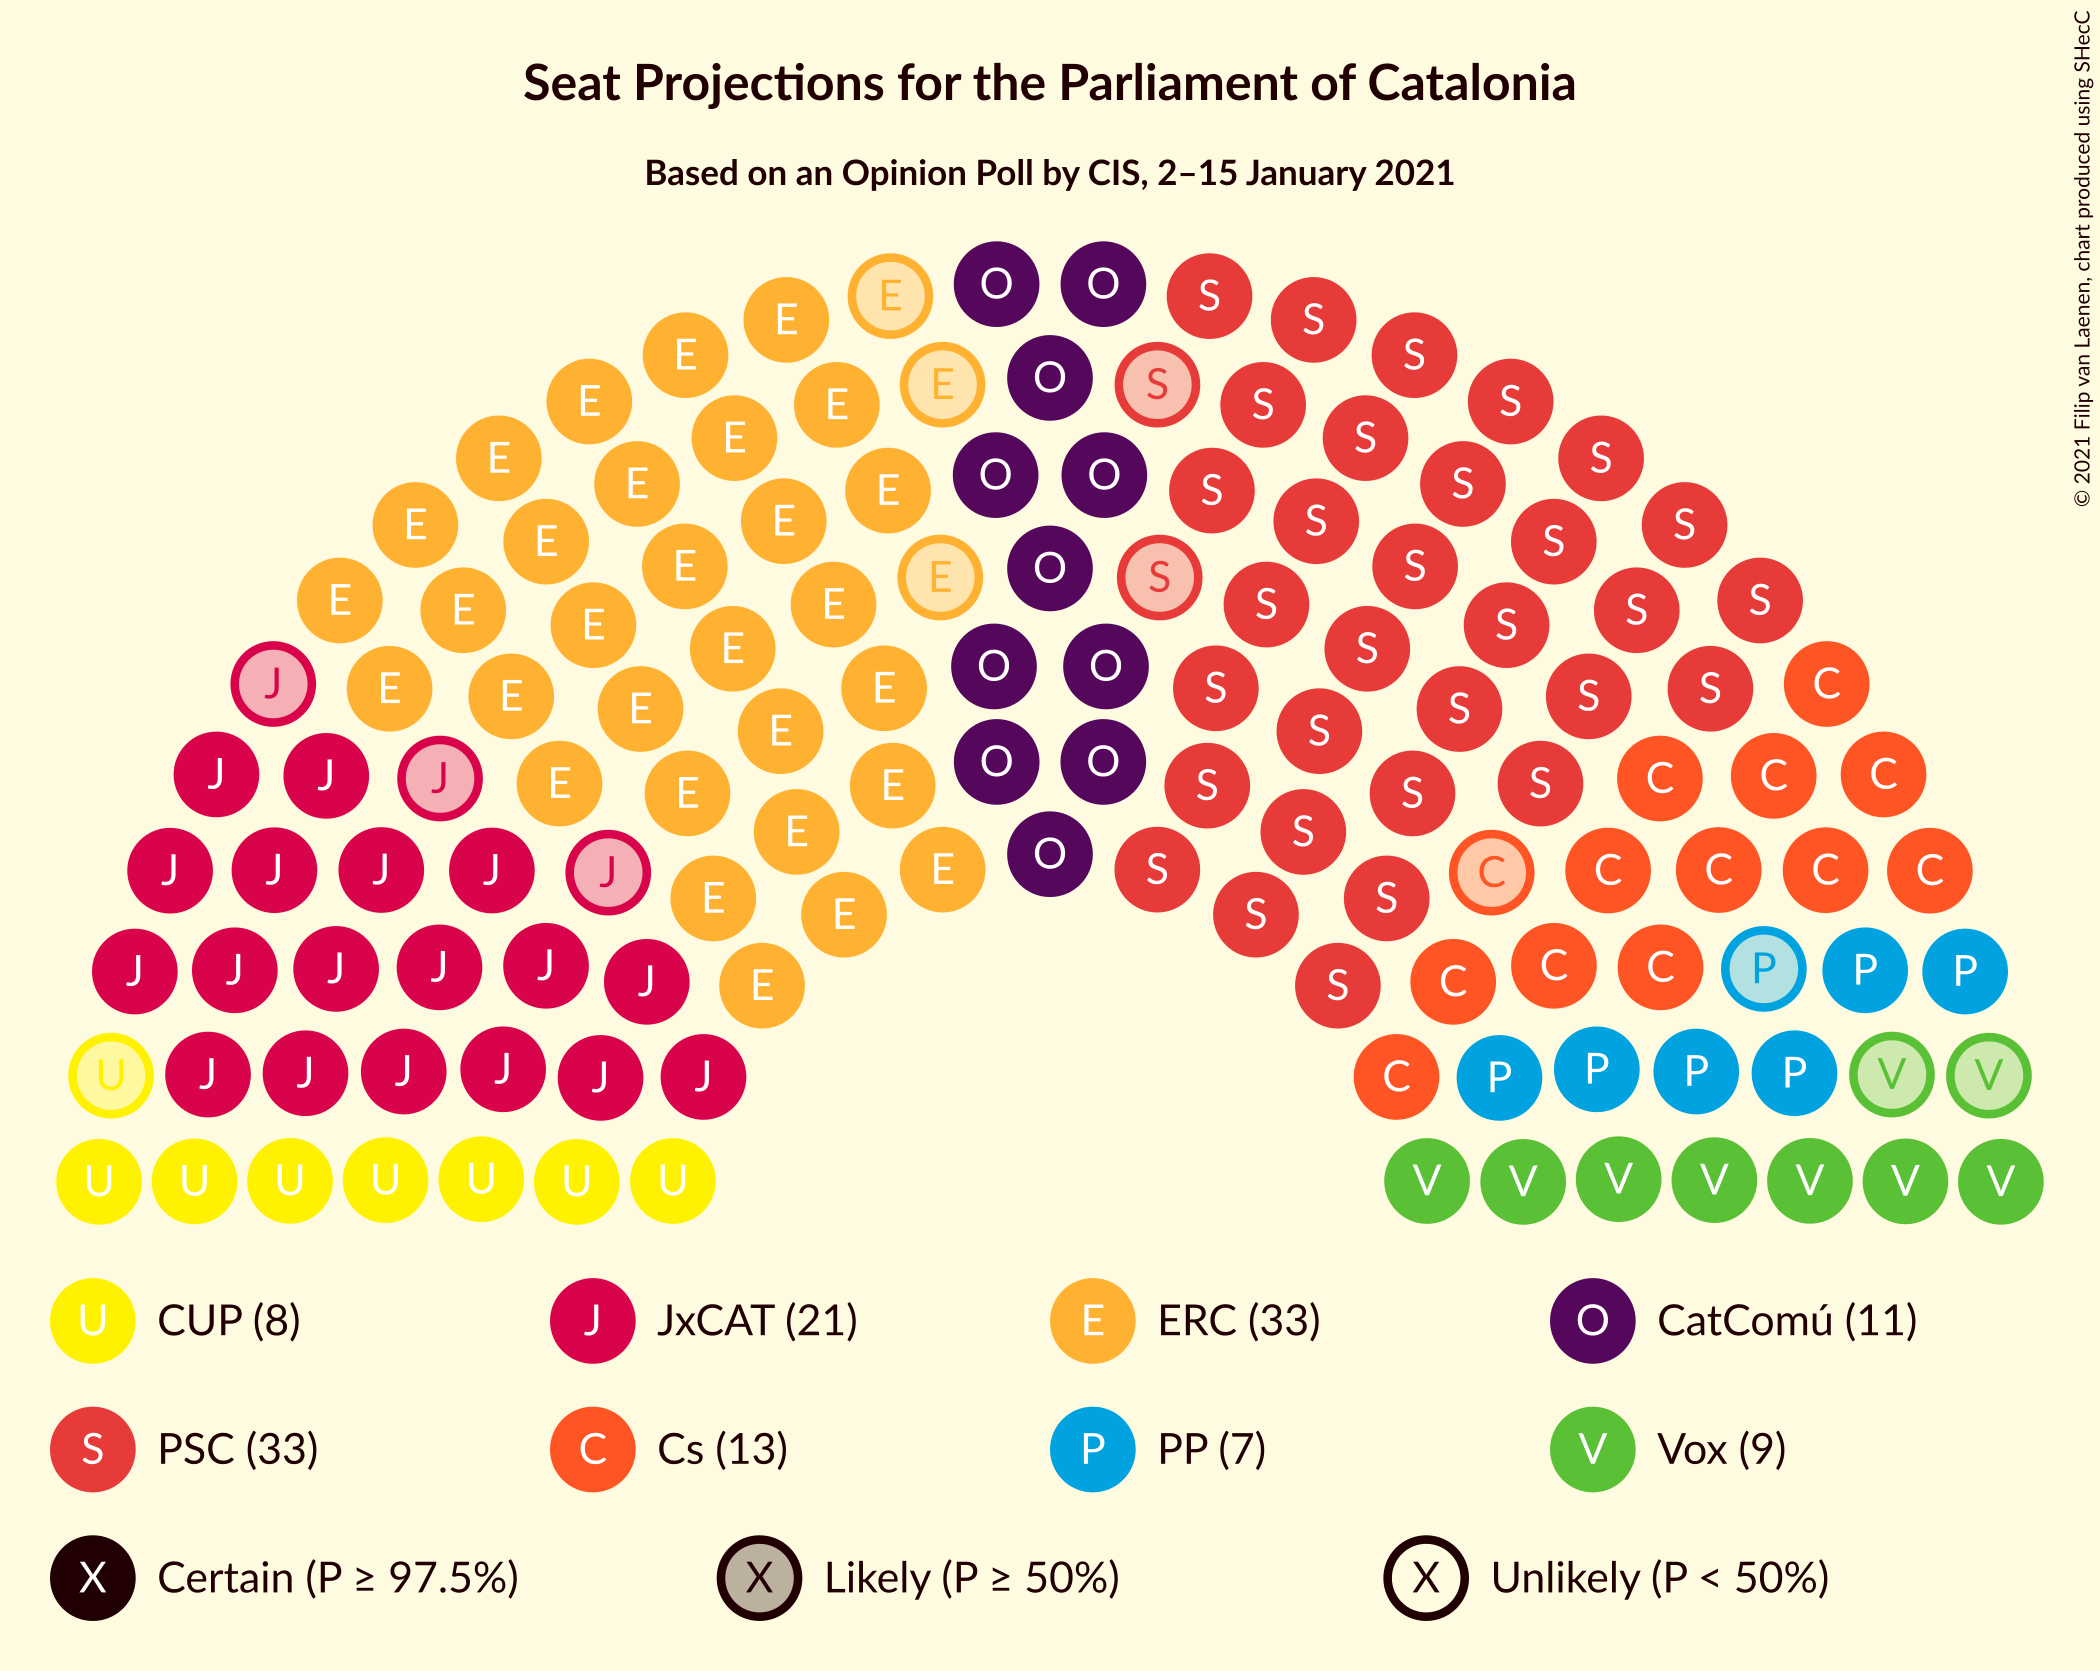 Seat Projections for the Parliament of Catalonia
Based on an Opinion Poll by CIS, 2–15 January 2021
© 2021 Filip van Laenen, chart produced using SHecC
E O O S
E S
E S
E O S
E E S S
E S
E S
O O
E E S S
E E S S
E S
E E O S S
E E S S
E E S S
E S
O O
J E E E S S S C
E S
E S
O O
J J J E E E S S S C C C
E S
J J J J J E O S C C C C C
E E S S
J J J J J J E S C C C P P P
U J J J J J J C P P P P V V
U U U U U U U V V V V V V V
U CUP (8) J JxCAT (21) E ERC (33) O CatComú (11)
S PSC (33) C Cs (13) P PP (7) V Vox (9)
X Certain (P ≥ 97.5%) X Likely (P ≥ 50%) X Unlikely (P < 50%)